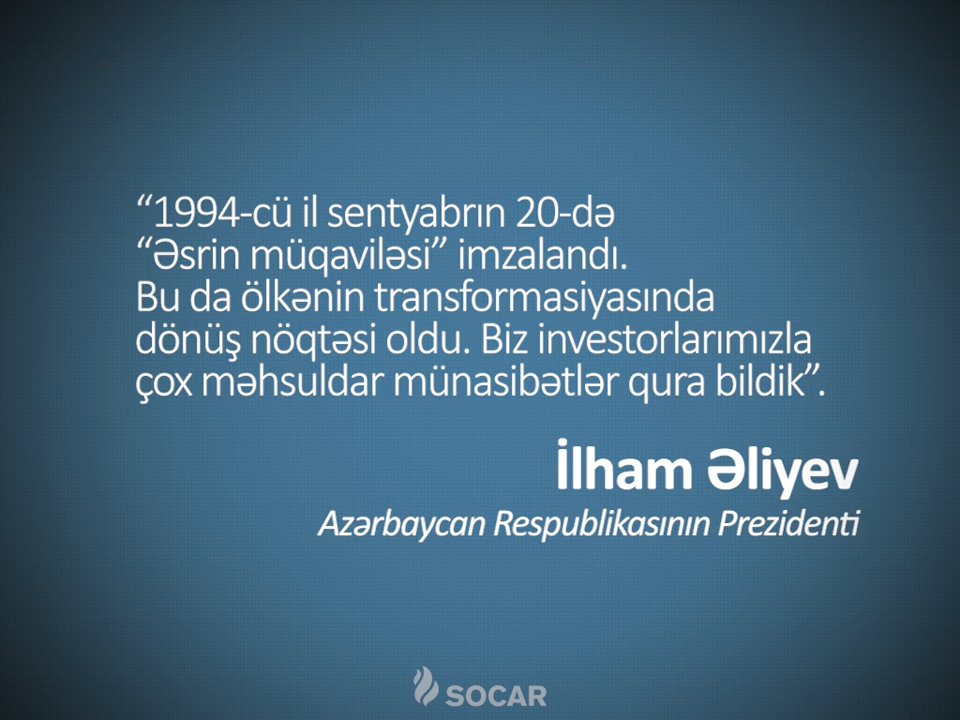 “1994-cü il sentyabrın 20-də
“Əsrin müqaviləsi” imzalandı.
Bu da ölkənin transformasiyasında
dönüş nöqtəsi oldu. Biz investorlarımızla
çox məhsuldar münasibətlər qura bildik”.
İlham Əliyev
Azərbaycan Respublikasının Prezidenti
SOCAR